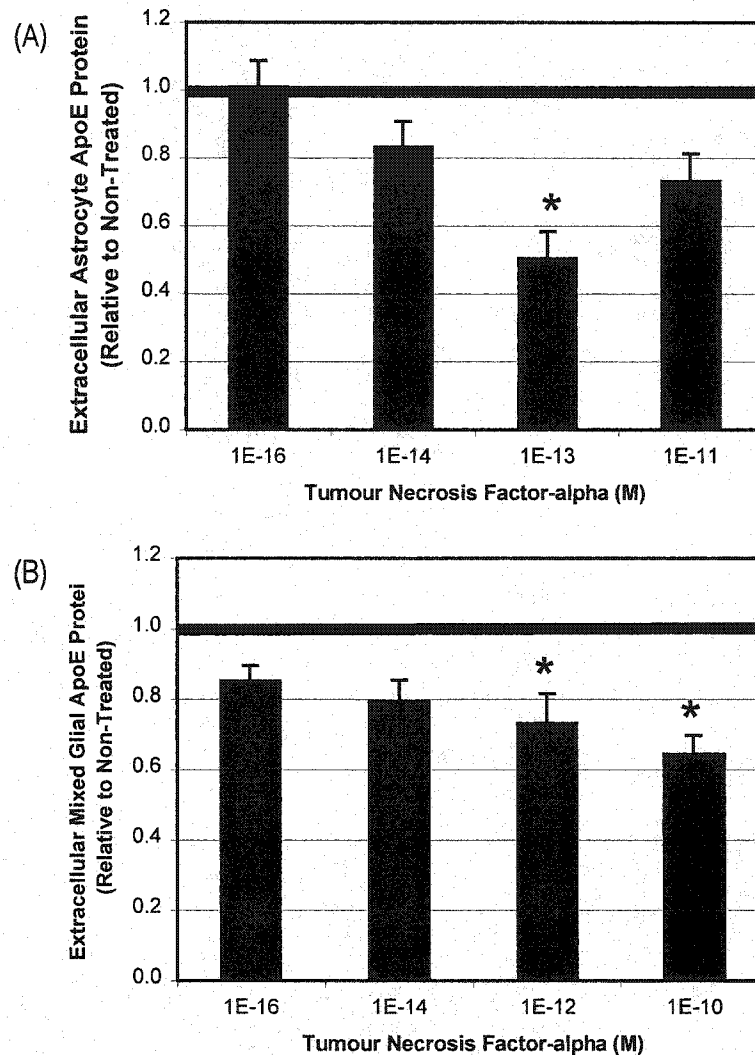 (A)
Extracellular Astrocyte ApoE Protein
(Relative to Non-Treated)
1.2
1.0
0.8
0.6
0.4
0.2
0.0
*
1E-16 1E-14 1E-13 1E-11
Tumour Necrosis Factor-alpha (M)
(B)
Extracellular Mixed Glial ApoE Protei
(Relative to Non-Treated)
1.2
1.0
0.8
0.6
0.4
0.2
0.0
*
*
1E-16 1E-14 1E-12 1E-10
Tumour Necrosis Factor-alpha (M)